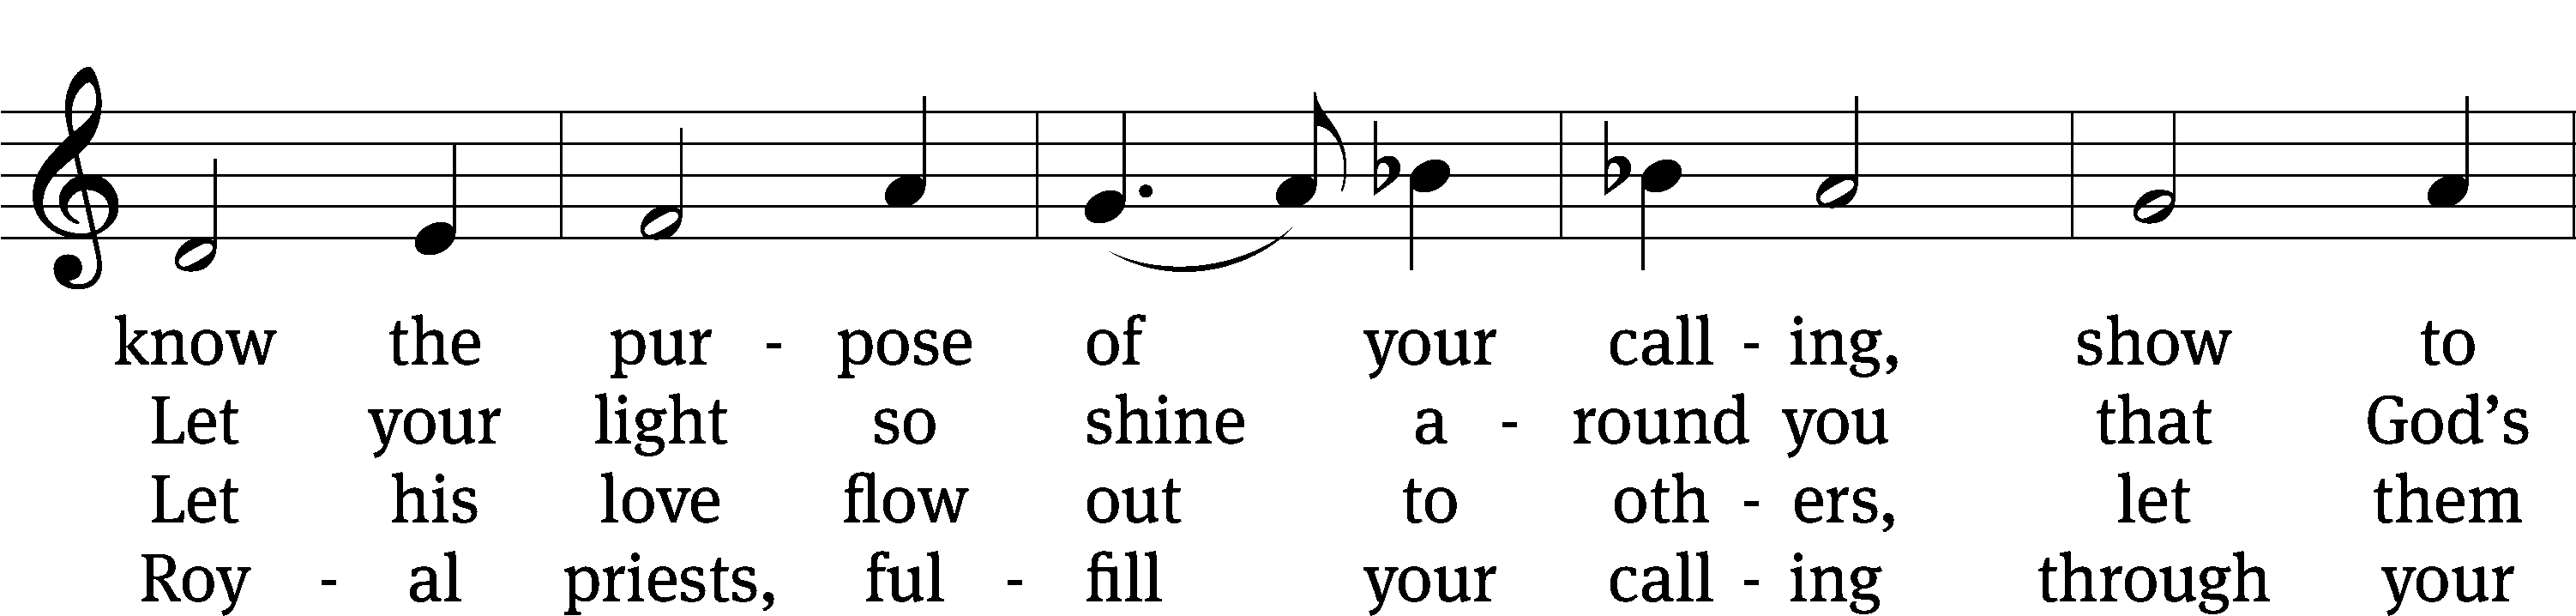 know the pur - pose of your call - ing, show to
Let your light so shine a - round you that God’s
Let his love flow out to oth - ers, let them
Roy - al priests, ful - fill your call - ing through your